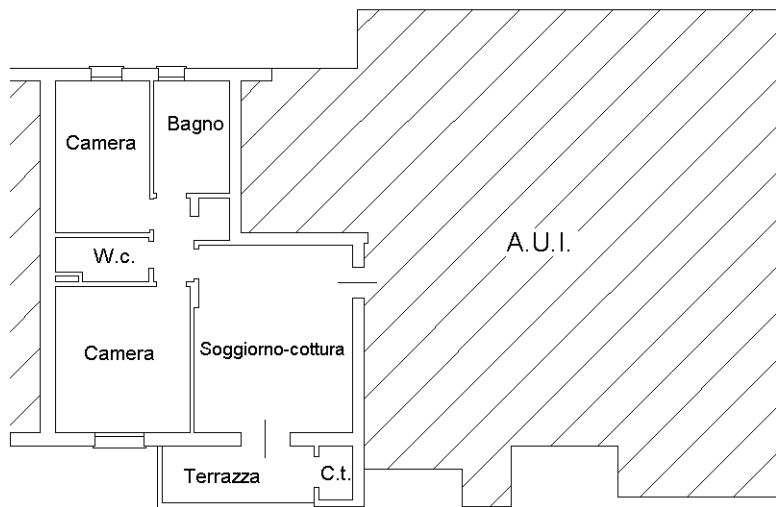 Bagno
Camera
A.U.I.
W.c.
Camera
Soggiorno-cottura
Terrazza
C.t.